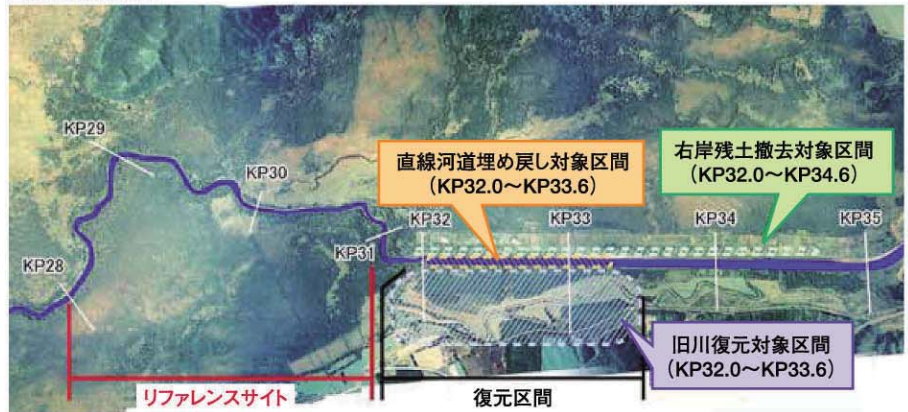 KP29
KP30
直線河道埋め戻し対象区間
(KP32.0～KP33.6)
右岸残土撤去対象区間
(KP32.0～KP34.6)
KP28
KP31
KP32
KP33
KP34
KP35
旧川復元対象区間
(KP32.0～KP33.6)
リファレンスサイト
復元区間